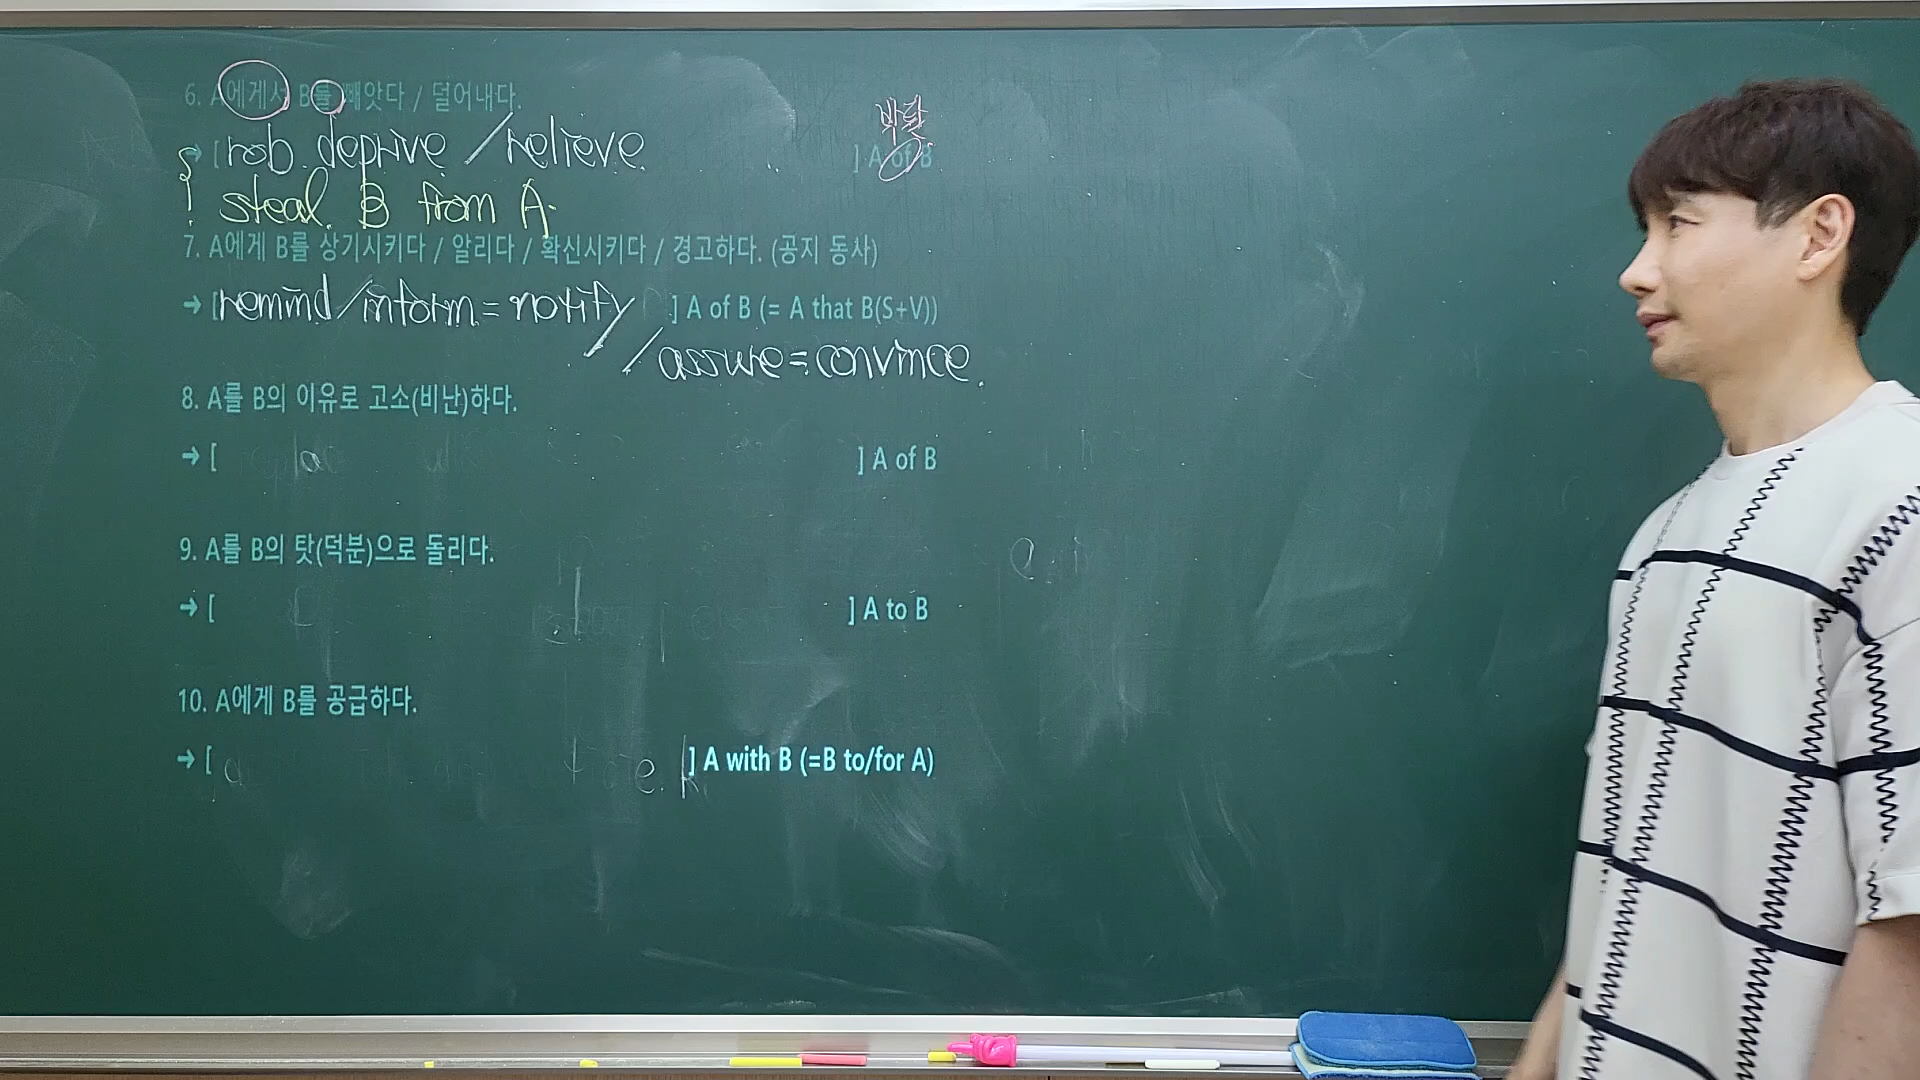 6. A에게서 B를 빼앗다 / 덜어내다.
박탈
→ [ rob. deprive / relieve. ] A of B
steal B from A.
7. A에게 B를 상기시키다 / 알리다 / 확신시키다 / 경고하다. (공지 동사)
→ [ remind / inform = notify / ] A of B (= A that B(S+V))
/ assure = convince.
8. A를 B의 이유로 고소(비난)하다.
→ [ ] A of B
9. A를 B의 탓(덕분)으로 돌리다.
→ [ ] A to B
10. A에게 B를 공급하다.
→ [ ] A with B (=B to/for A)